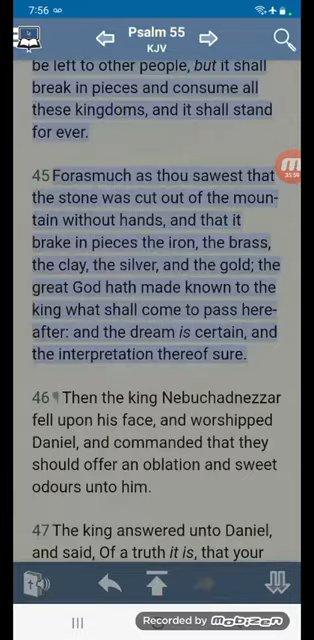 7:56
Psalm 55
KJV
be left to other people, but it shall
break in pieces and consume all
these kingdoms, and it shall stand
for ever.
45 Forasmuch as thou sawest that
the stone was cut out of the moun-
tain without hands, and that it
brake in pieces the iron, the brass,
the clay, the silver, and the gold; the
great God hath made known to the
king what shall come to pass here-
after: and the dream is certain, and
the interpretation thereof sure.
46 ¶ Then the king Nebuchadnezzar
fell upon his face, and worshipped
Daniel, and commanded that they
should offer an oblation and sweet
odours unto him.
47 The king answered unto Daniel,
and said, Of a truth it is, that your
35:59
Recorded by mobizen